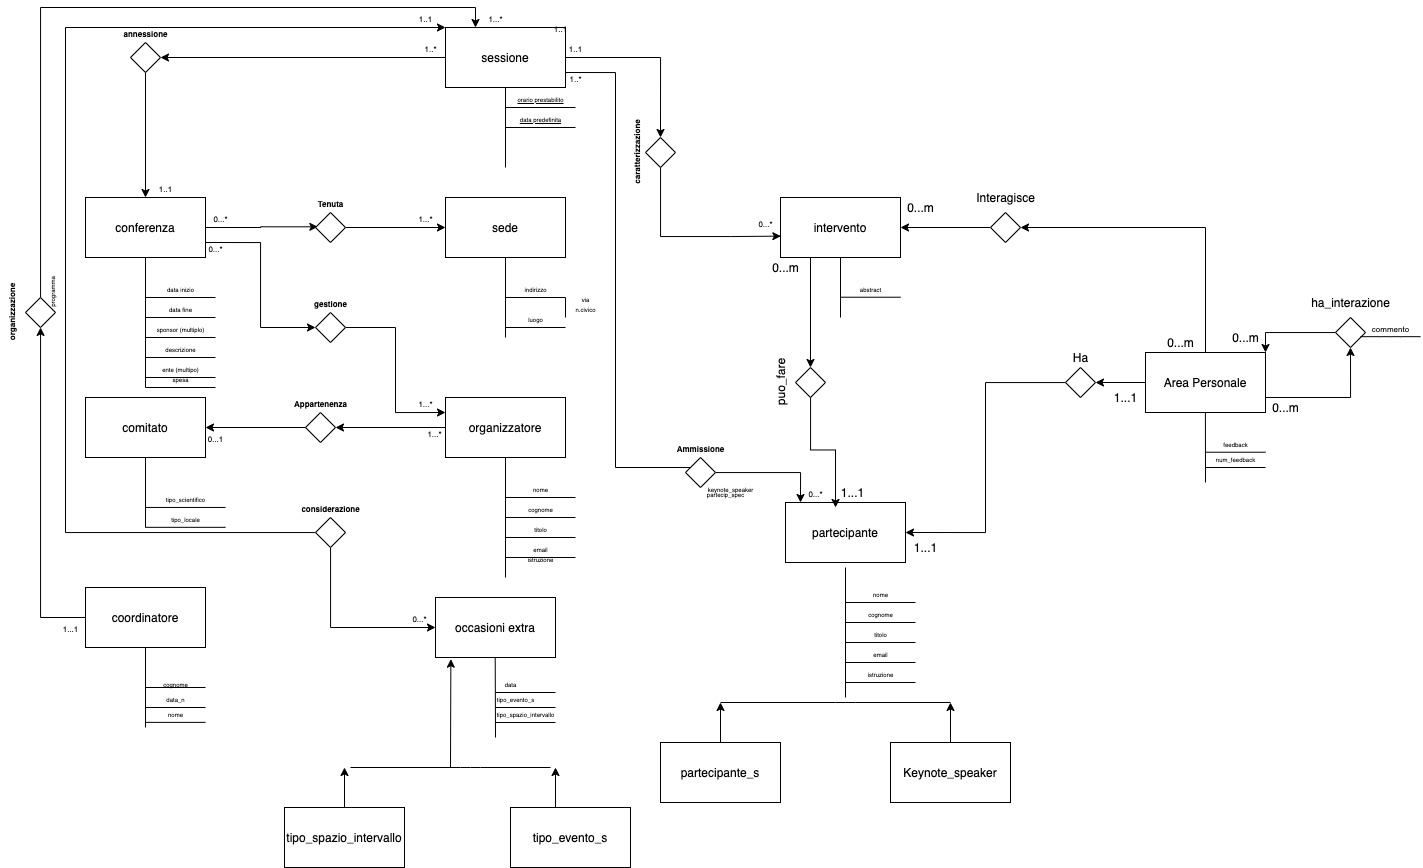 1..1
1...*
1..1
annessione
1..*
sessione
1..1
1..*
orario prestabilito
data predefinita
caratterizzazione
1..1
conferenza
0...*
0...*
Tenuta
1...*
sede
0...*
intervento
0...m
0...m
Interagisce
abstract
data inizio
data fine
sponsor (multiplo)
descrizione
ente (multipo)
spesa
gestione
indirizzo
via
n.civico
luogo
organizzazione
programma
ha_interazione
commento
0...m
0...m
0...m
Area Personale
Ha
1...1
feedback
num_feedback
puo_fare
comitato
0...1
Appartenenza
1...*
1...*
organizzatore
tipo_scientifico
tipo_locale
nome
cognome
titolo
email
istruzione
Ammissione
keynote_speaker
partecip_spec
0...*
1...1
partecipante
1...1
considerazione
coordinatore
1...1
cognome
data_n
nome
0...*
occasioni extra
data
tipo_evento_s
tipo_spazio_intervallo
nome
cognome
titolo
email
istruzione
partecipante_s
Keynote_speaker
tipo_spazio_intervallo
tipo_evento_s